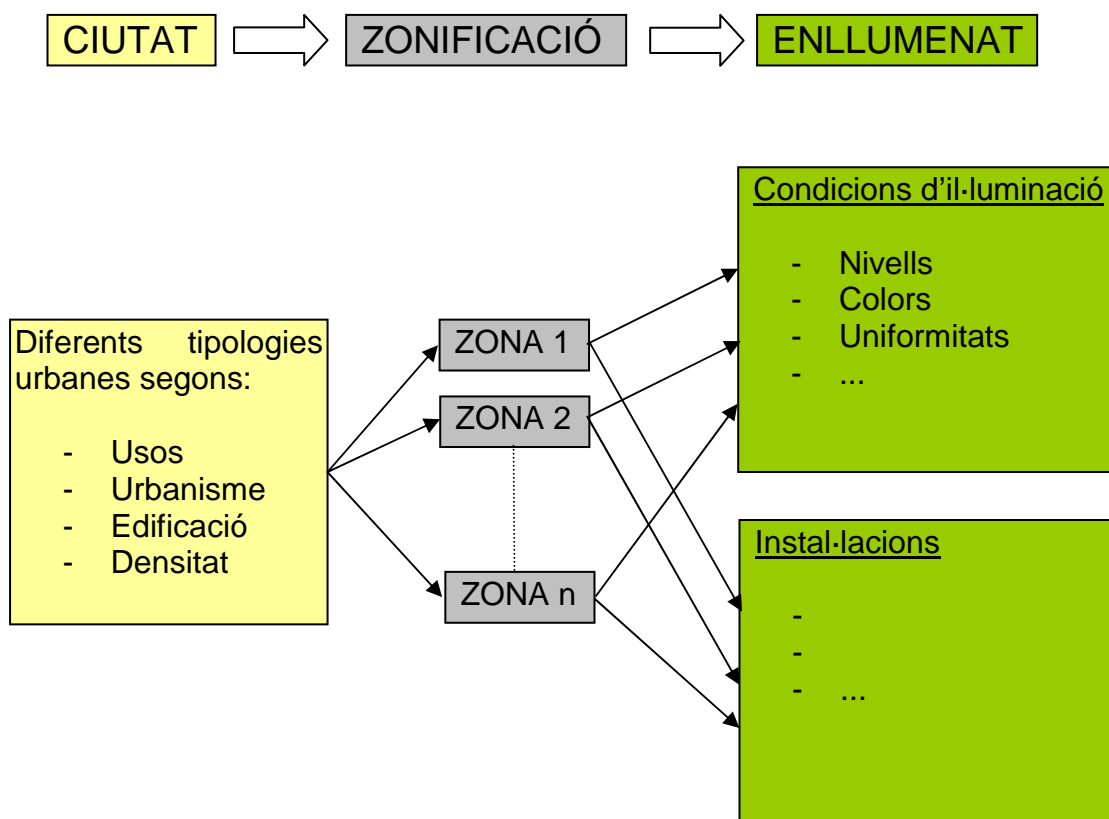 CIUTAT
ZONIFICACIÓ
ENLLUMENAT
Diferents tipologies
urbanes segons:
- Usos
- Urbanisme
- Edificació
- Densitat
ZONA 1
ZONA 2
ZONA n
Condicions d'il·luminació
- Nivells
- Colors
- Uniformitats
- ...
Instal·lacions
-
-
- ...